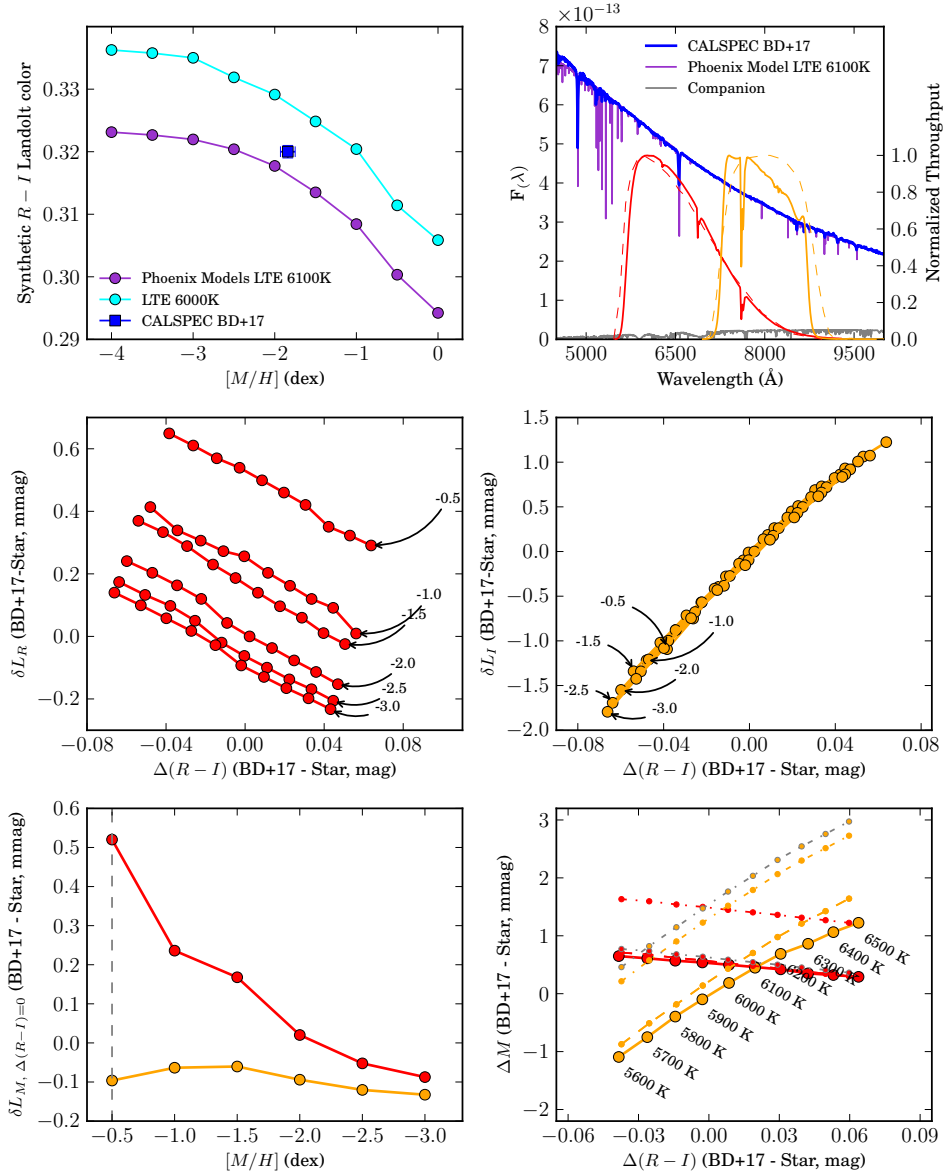 0.33
0.32
0.31
0.30
0.29
Synthetic R − I Landolt color
Phoenix Models LTE 6100K
LTE 6000K
CALSPEC BD+17
−4 −3 −2 −1 0
[M/H] (dex)
×10−13
8
7
6
5
4
3
2
1
0
F(λ)
CALSPEC BD+17
Phoenix Model LTE 6100K
Companion
1.0
0.8
0.6
0.4
0.2
0.0
Normalized Throughput
5000 6500 8000 9500
Wavelength (Å)
0.6
0.4
0.2
0.0
−0.2
δLR (BD+17-Star, mmag)
-0.5
-1.0
-1.5
-2.0
-2.5
-3.0
−0.08 −0.04 0.00 0.04 0.08
Δ(R − I) (BD+17 - Star, mag)
1.5
1.0
0.5
0.0
−0.5
−1.0
−1.5
−2.0
δLI (BD+17-Star, mmag)
-0.5
-1.0
-1.5
-2.0
-2.5
-3.0
−0.08 −0.04 0.00 0.04 0.08
Δ(R − I) (BD+17 - Star, mag)
0.6
0.5
0.4
0.3
0.2
0.1
0.0
−0.1
−0.2
δLM, Δ(R−I)=0 (BD+17 - Star, mmag)
−0.5 −1.0 −1.5 −2.0 −2.5 −3.0
[M/H] (dex)
3
2
1
0
−1
−2
ΔM (BD+17 - Star, mmag)
5600 K
5700 K
5800 K
5900 K
6000 K
6100 K
6200 K
6300 K
6400 K
6500 K
−0.06 −0.03 0.00 0.03 0.06 0.09
Δ(R − I) (BD+17 - Star, mag)